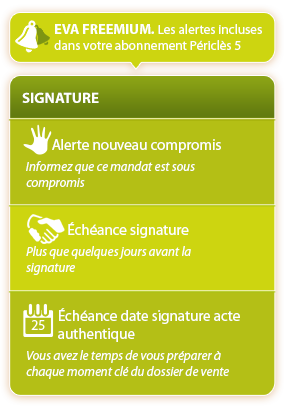 EVA FREEMIUM. Les alertes incluses
dans votre abonnement Périclès 5
SIGNATURE
Alerte nouveau compromis
Informez que ce mandat est sous
compromis
Échéance signature
Plus que quelques jours avant la
signature
25
Échéance date signature acte
authentique
Vous avez le temps de vous préparer à
chaque moment clé du dossier de vente